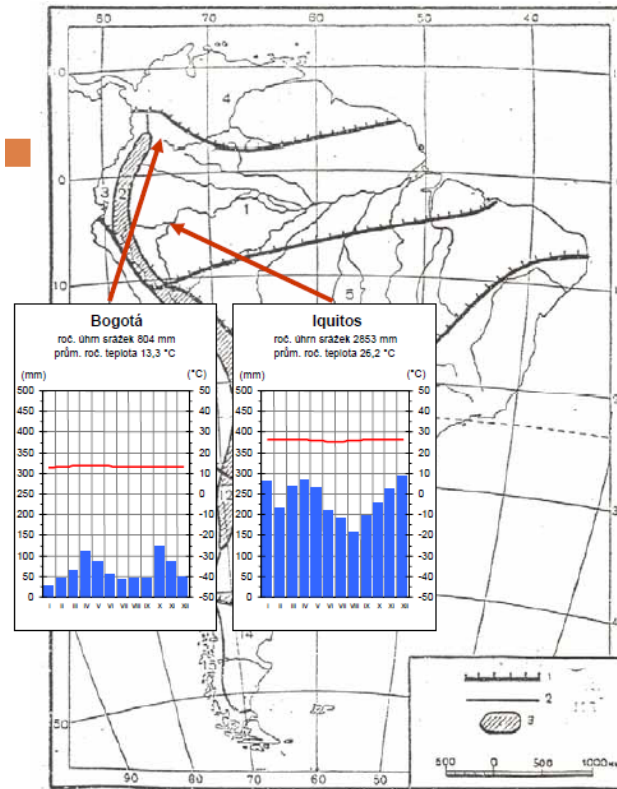 80 70 60 50 40
10
4
0
3 2
1
10
5
Bogotá
roč. úhrn srážek 804 mm
prům. roč. teplota 13,3 °C
(mm) (°C)
500 50
450 40
400 30
350 20
300 10
250 0
200 -10
150 -20
100 -30
50 -40
0 -50
I II III IV V VI VII VIII IX X XI XII
Iquitos
roč. úhrn srážek 2853 mm
prům. roč. teplota 26,2 °C
(mm) (°C)
500 50
450 40
400 30
350 20
300 10
250 0
200 -10
150 -20
100 -30
50 -40
0 -50
I II III IV V VI VII VIII IX X XI XII
12
14
13
50
90 80 70 60
1
2
3
500 0 500 1000